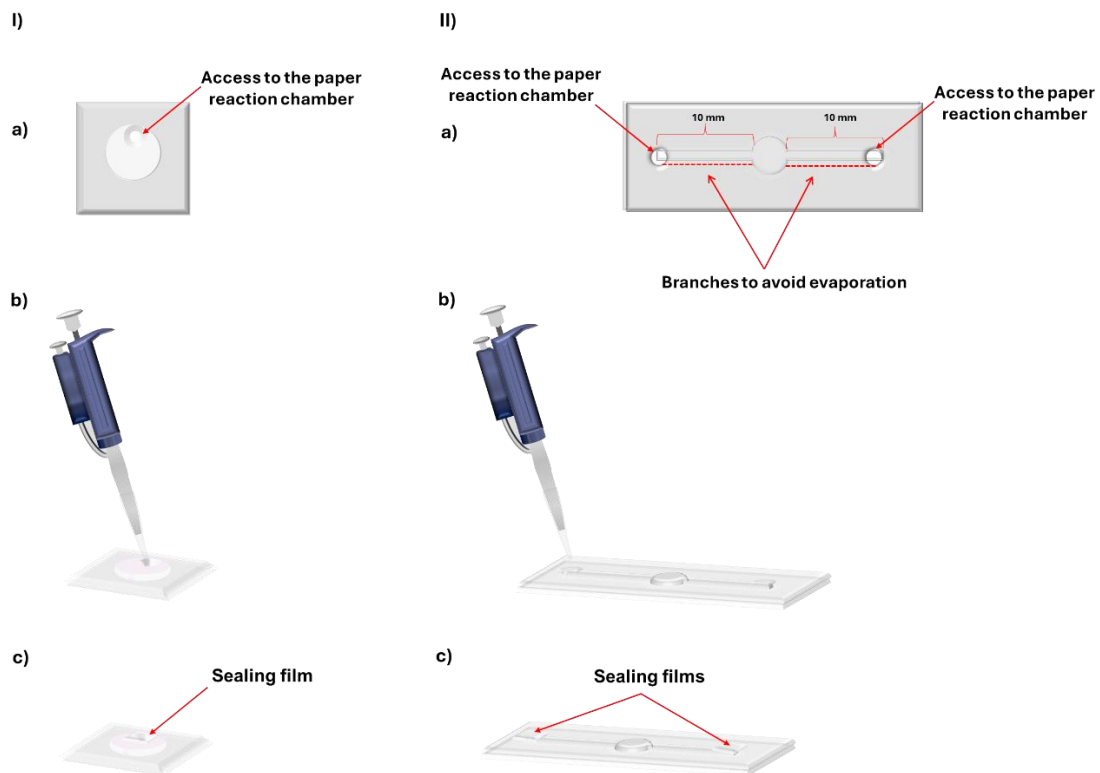 I)
II)
Access to the paper
reaction chamber
a)
Access to the paper
reaction chamber
Access to the paper
reaction chamber
a)
10 mm
10 mm
Branches to avoid evaporation
b)
b)
c)
Sealing film
c)
Sealing films